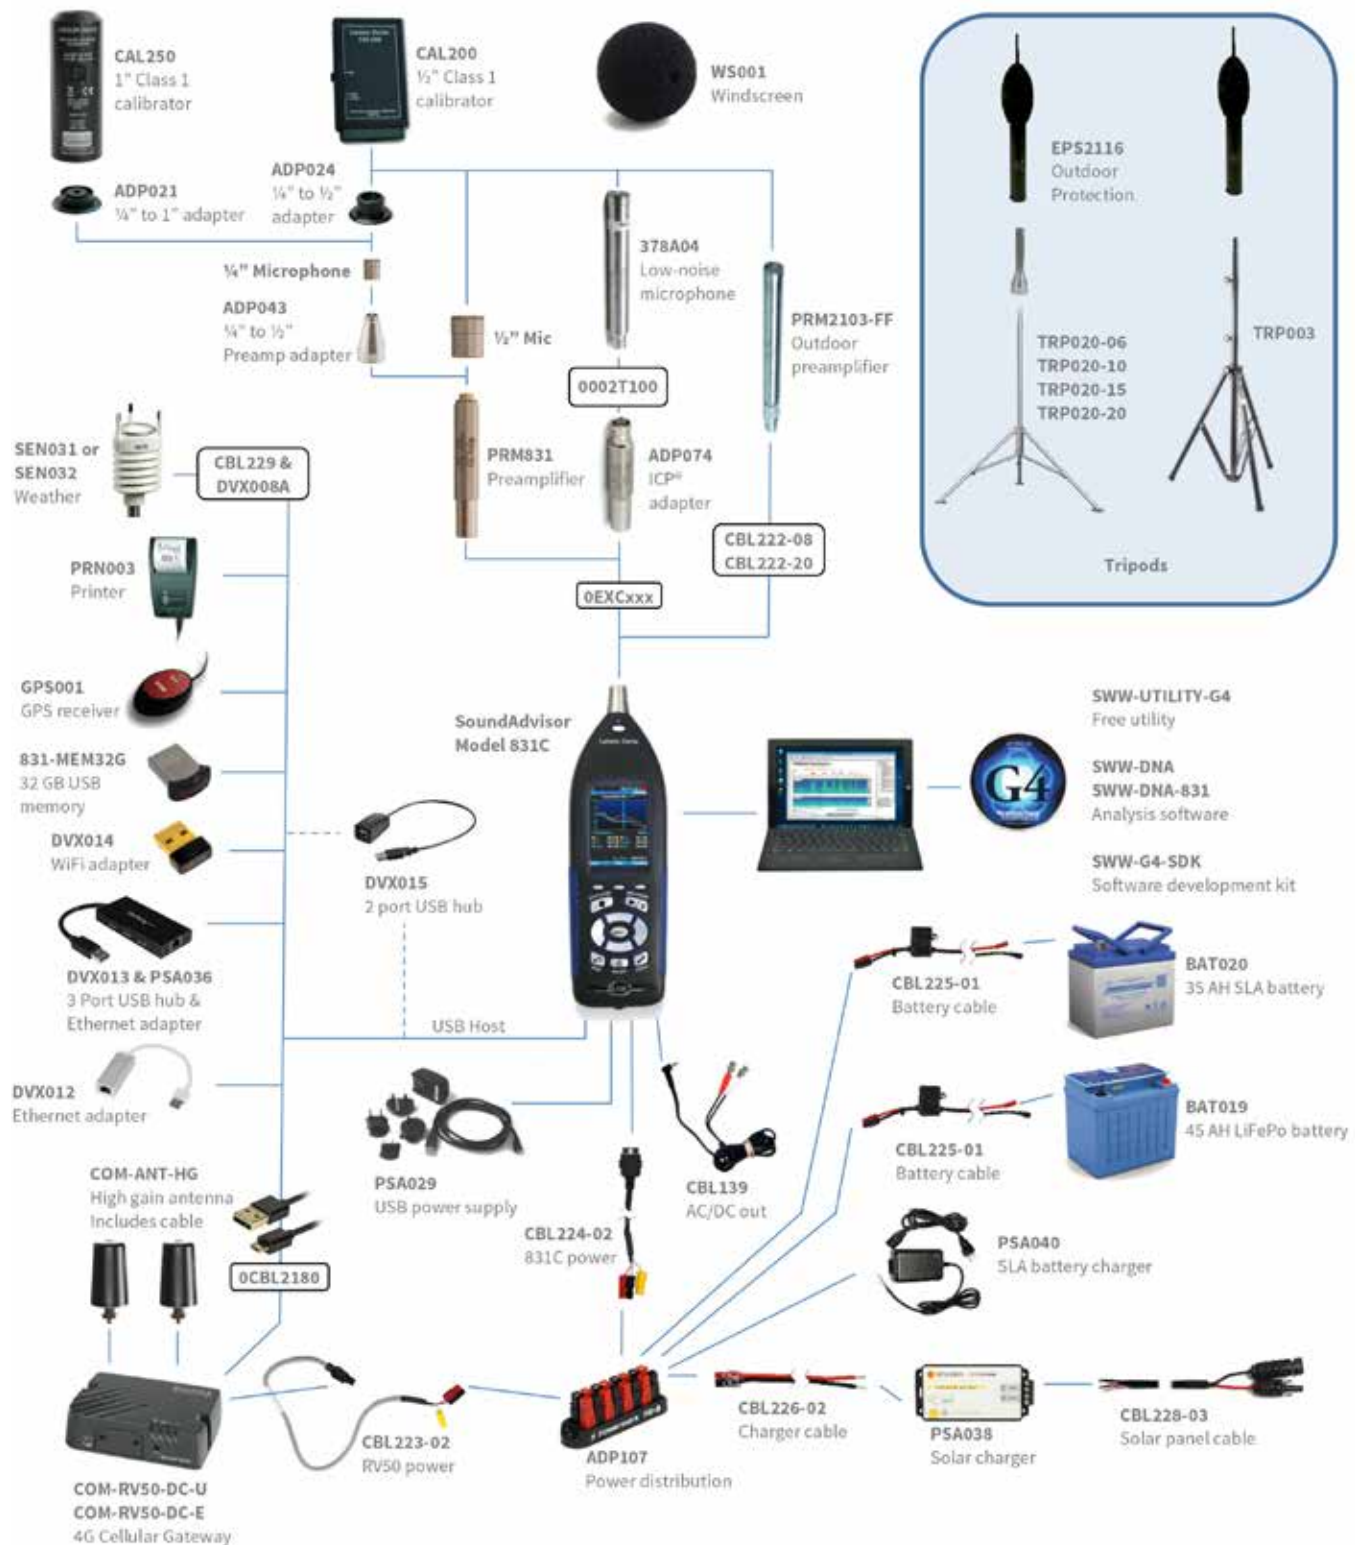 CAL250
1" Class 1
calibrator
CAL200
½" Class 1
calibrator
WS001
Windscreen
ADP021
¼" to 1" adapter
ADP024
¼" to ½"
adapter
¼" Microphone
ADP043
¼" to ½"
Preamp adapter
½" Mic
378A04
Low-noise
microphone
PRM2103-FF
Outdoor
preamplifier
0002T100
EPS2116
Outdoor
Protection
TRP020-06
TRP020-10
TRP020-15
TRP020-20
TRP003
Tripods
SEN031 or
SEN032
Weather
CBL229 &
DVX008A
PRM831
Preamplifier
ADP074
ICP®
adapter
CBL222-08
CBL222-20
0EXCxxx
PRN003
Printer
GPS001
GPS receiver
831-MEM32G
32 GB USB
memory
DVX014
WiFi adapter
DVX015
2 port USB hub
DVX013 & PSA036
3 Port USB hub &
Ethernet adapter
DVX012
Ethernet adapter
USB Host
SoundAdvisor
Model 831C
G4
SWW-UTILITY-G4
Free utility
SWW-DNA
SWW-DNA-831
Analysis software
SWW-G4-SDK
Software development kit
CBL225-01
Battery cable
BAT020
35 AH SLA battery
CBL225-01
Battery cable
BAT019
45 AH LiFePo battery
PSA029
USB power supply
CBL139
AC/DC out
CBL224-02
831C power
PSA040
SLA battery charger
COM-ANT-HG
High gain antenna
Includes cable
0CBL2180
COM-RV50-DC-U
COM-RV50-DC-E
4G Cellular Gateway
CBL223-02
RV50 power
ADP107
Power distribution
CBL226-02
Charger cable
PSA038
Solar charger
CBL228-03
Solar panel cable